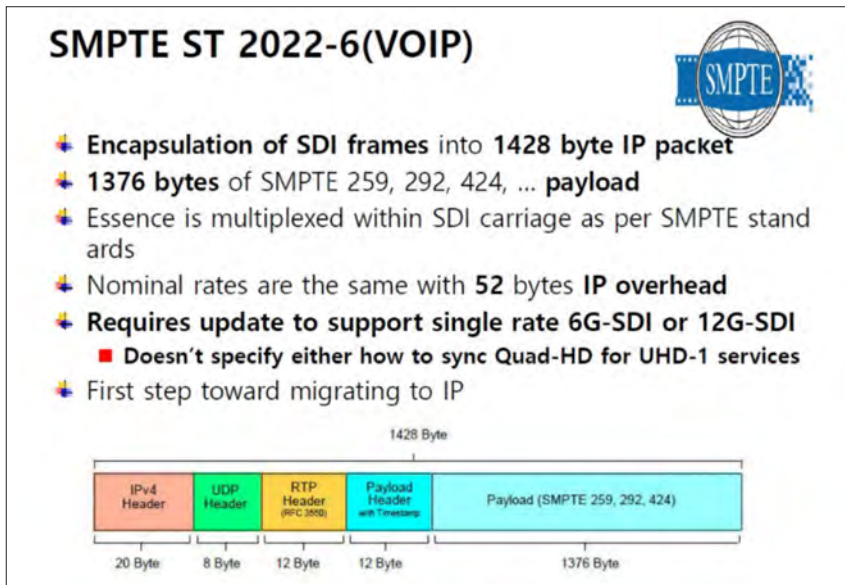 SMPTE ST 2022-6(VOIP)
SMPTE
Encapsulation of SDI frames into 1428 byte IP packet
1376 bytes of SMPTE 259, 292, 424, ... payload
Essence is multiplexed within SDI carriage as per SMPTE stand
ards
Nominal rates are the same with 52 bytes IP overhead
Requires update to support single rate 6G-SDI or 12G-SDI
Doesn't specify either how to sync Quad-HD for UHD-1 services
First step toward migrating to IP
1428 Byte
IPv4 Header
UDP Header
RTP Header (RFC 3550)
Payload Header with Timestamp
Payload (SMPTE 259, 292, 424)
20 Byte
8 Byte
12 Byte
12 Byte
1376 Byte